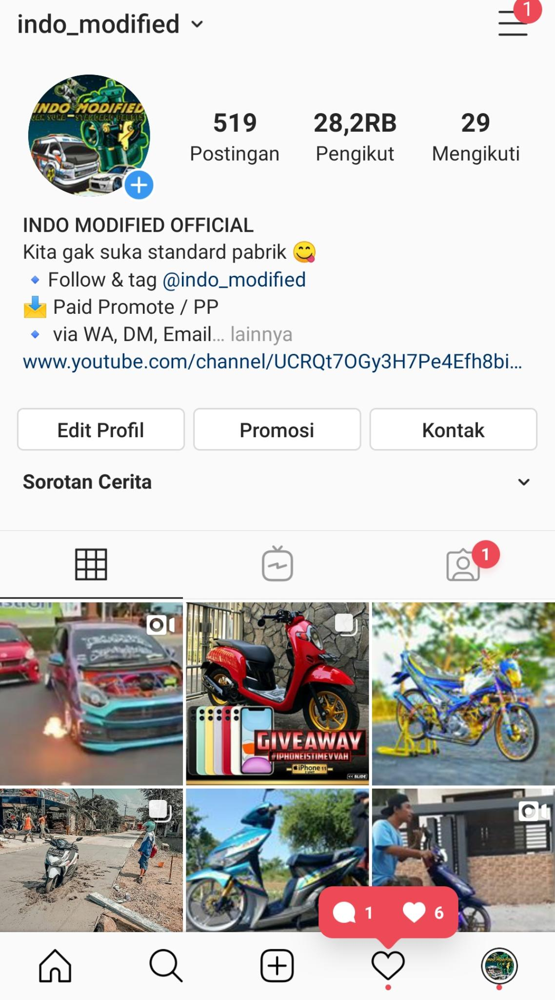 indo_modified
1
INDO MODIFIED
GAK SUKA - STANDARD PABRIK
519
28,2RB
29
Postingan
Pengikut
Mengikuti
INDO MODIFIED OFFICIAL
Kita gak suka standard pabrik 😋
🔹Follow & tag @indo_modified
📩 Paid Promote / PP
🔹 via WA, DM, Email... lainnya
www.youtube.com/channel/UCRQt7OGy3H7Pe4Efh8bi...
Edit Profil
Promosi
Kontak
Sorotan Cerita
1
GIVEAWAY
#IPHONEISTIMEVVAH
iPhone 11
1 UNIT
<< SLIDE
1
6